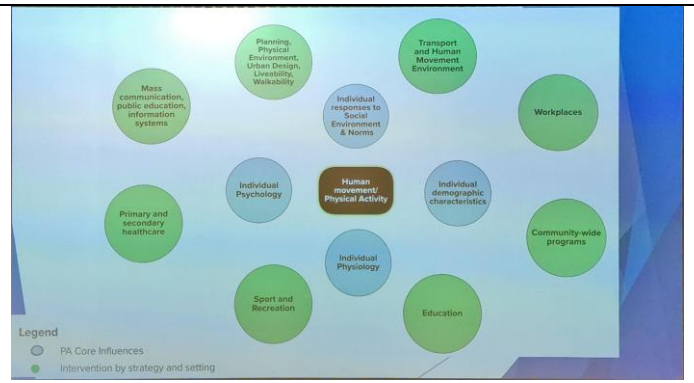 Planning,
Physical
Environment,
Urban Design,
Liveability,
Walkability
Transport
and Human
Movement
Environment
Mass
communication,
public education,
information
systems
Individual
responses to
Social
Environment
& Norms
Workplaces
Individual
Psychology
Human
movement/
Physical Activity
Individual
demographic
characteristics
Primary and
secondary
healthcare
Community-wide
programs
Individual
Physiology
Sport and
Recreation
Education
Legend
PA Core Influences
Intervention by strategy and setting